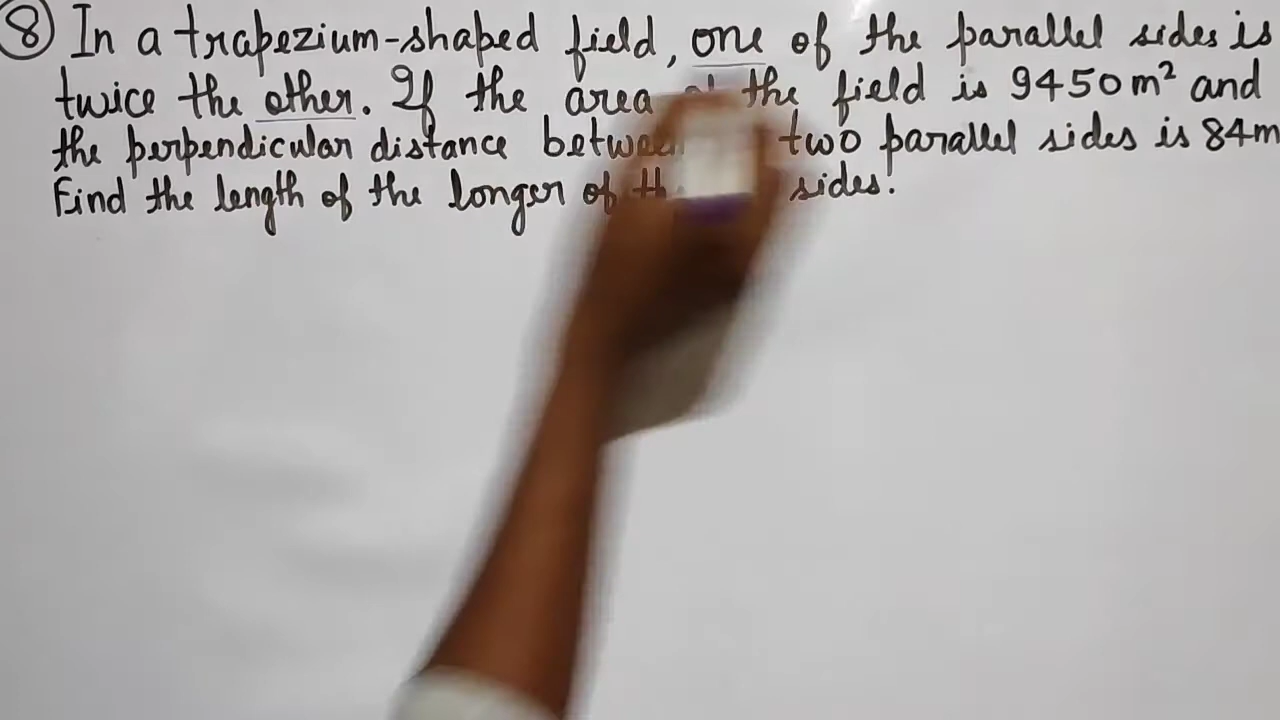 8 In a trapezium-shaped field, one of the parallel sides is
twice the other. If the area the field is 9450 m² and
the perpendicular distance two parallel sides is 84m
Find the length of the longer of sides.